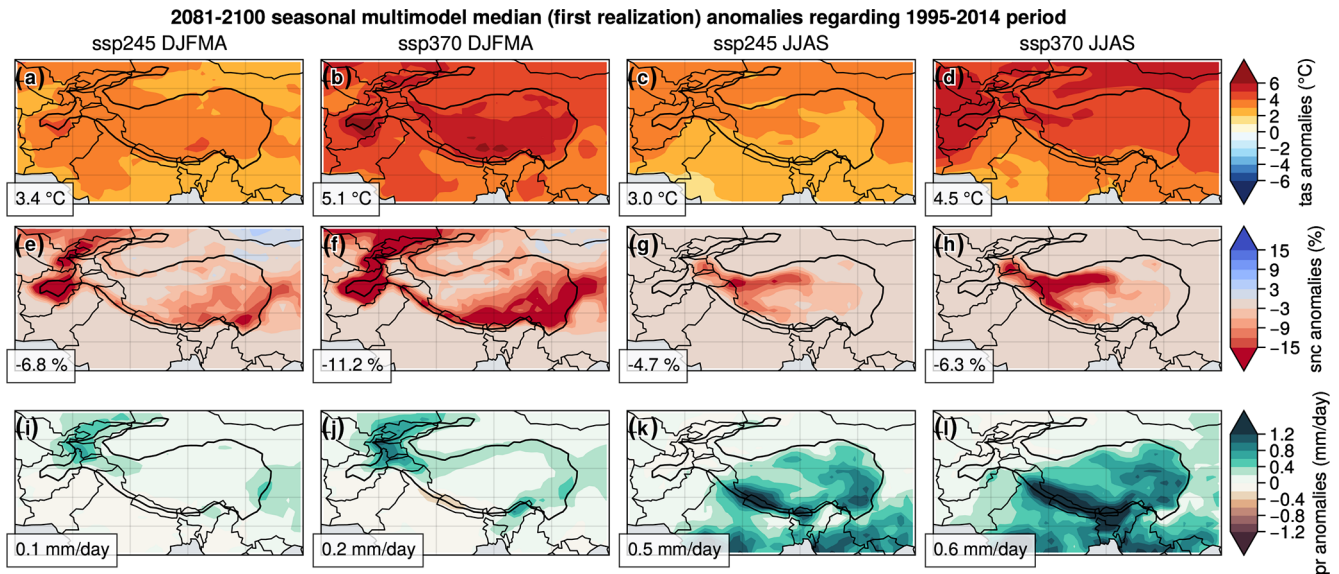 2081-2100 seasonal multimodel median (first realization) anomalies regarding 1995-2014 period
ssp245 DJFMA
ssp370 DJFMA
ssp245 JJAS
ssp370 JJAS
(a)
3.4 °C
(b)
5.1 °C
(c)
3.0 °C
(d)
4.5 °C
6
4
2
0
−2
−4
−6
tas anomalies (°C)
(e)
-6.8 %
(f)
-11.2 %
(g)
-4.7 %
(h)
-6.3 %
15
9
3
−3
−9
−15
snc anomalies (%)
(i)
0.1 mm/day
(j)
0.2 mm/day
(k)
0.5 mm/day
(l)
0.6 mm/day
1.2
0.8
0.4
0
−0.4
−0.8
−1.2
pr anomalies (mm/day)